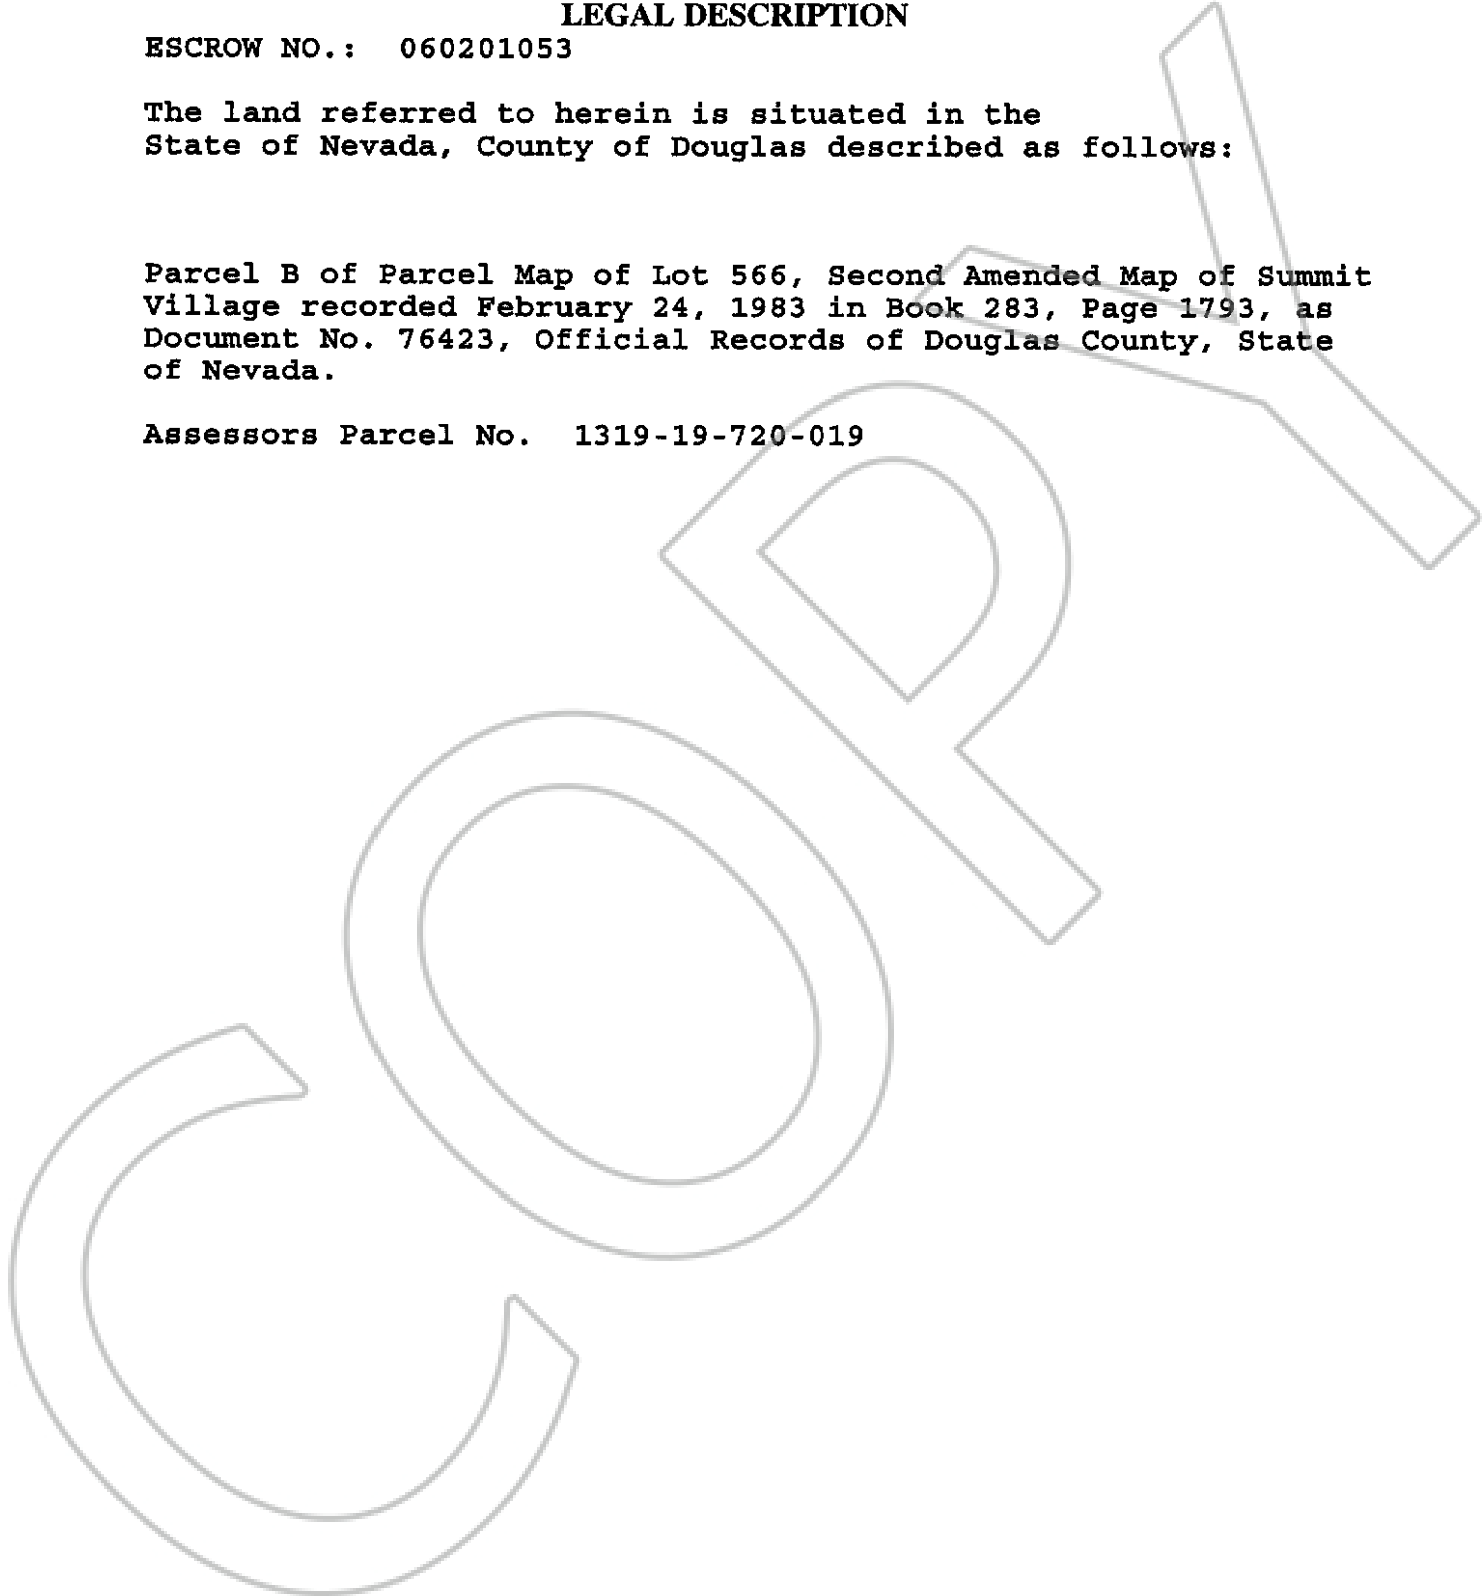 LEGAL DESCRIPTION
ESCROW NO.: 060201053
The land referred to herein is situated in the
State of Nevada, County of Douglas described as follows:
Parcel B of Parcel Map of Lot 566, Second Amended Map of Summit
Village recorded February 24, 1983 in Book 283, Page 1793, as
Document No. 76423, Official Records of Douglas County, State
of Nevada.
Assessors Parcel No. 1319-19-720-019
COPY